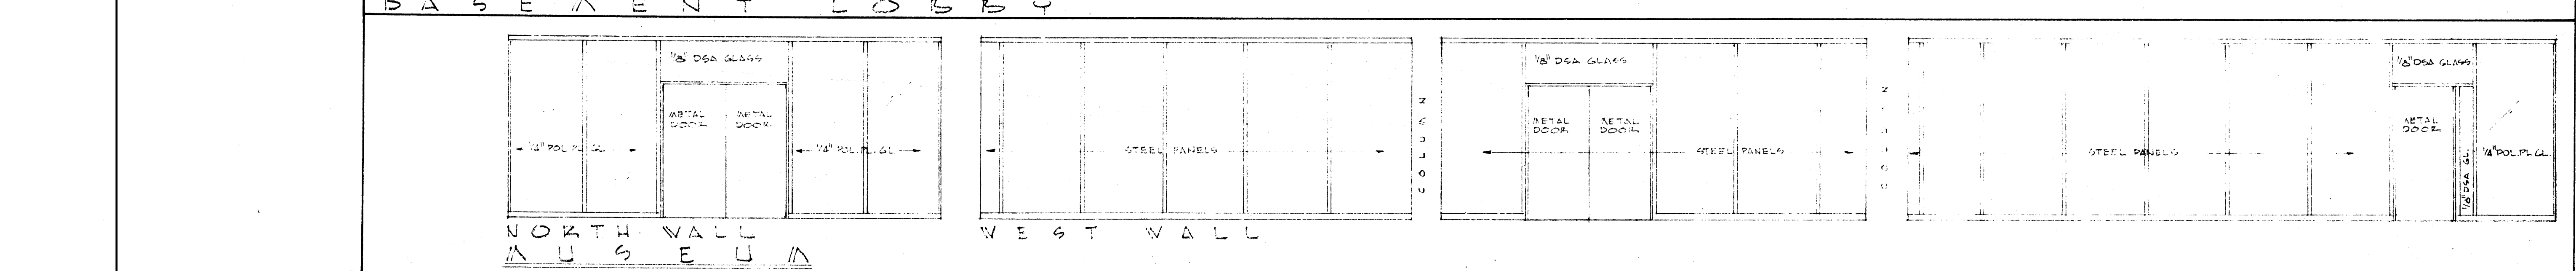 BASEMENT LOBBY
1/8" DSA GLASS
METAL DOOR
METAL DOOR
1/4" POL. PL. GL.
1/4" POL. PL. GL.
STEEL PANELS
COLUMN
1/8" DSA GLASS
METAL DOOR
METAL DOOR
STEEL PANELS
COLUMN
STEEL PANELS
1/8" DSA GLASS
METAL DOOR
1/8" DSA GL.
1/4" POL. PL. GL.
NORTH WALL
WEST WALL
MUSEUM